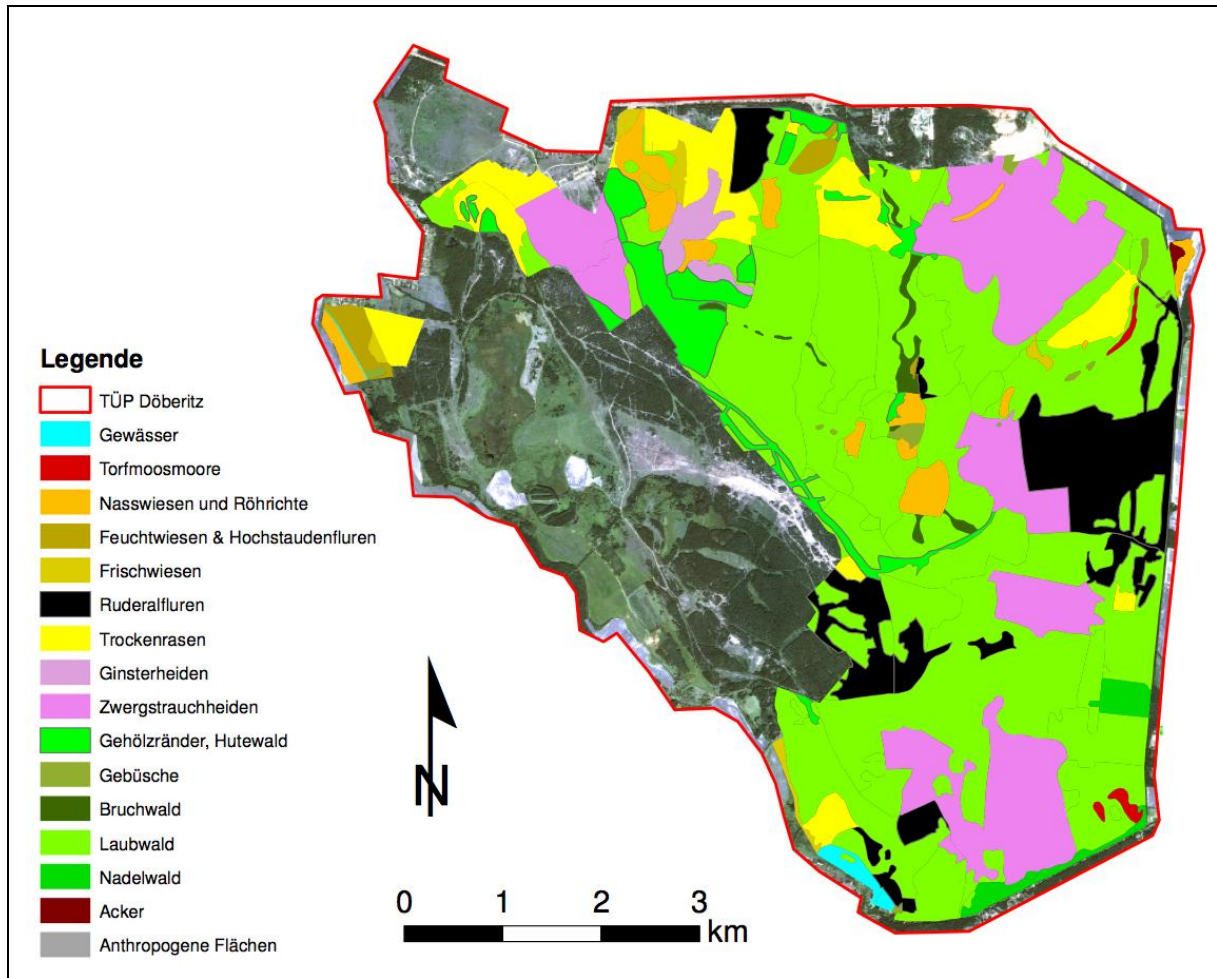 Legende
TÜP Döberitz
Gewässer
Torfmoosmoore
Nasswiesen und Röhrichte
Feuchtwiesen & Hochstaudenfluren
Frischwiesen
Ruderalfluren
Trockenrasen
Ginsterheiden
Zwergstrauchheiden
Gehölzränder, Hutewald
Gebüsche
Bruchwald
Laubwald
Nadelwald
Acker
Anthropogene Flächen
N
0 1 2 3
km